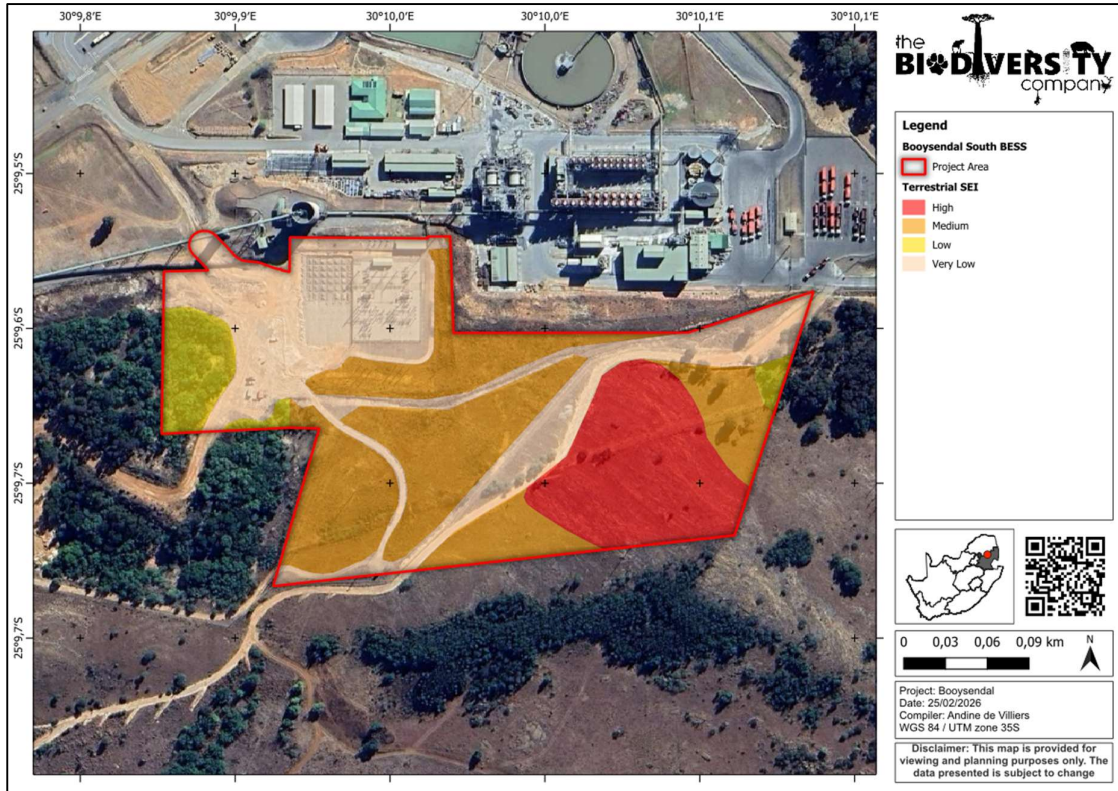 30°9,8'E 30°9,9'E 30°10,0'E 30°10,0'E 30°10,1'E 30°10,1'E
25°9,5'S
25°9,6'S
25°9,7'S
25°9,7'S
the
BIODIVERSITY
company
Legend
Booysendal South BESS
Project Area
Terrestrial SEI
High
Medium
Low
Very Low
0 0,03 0,06 0,09 km
N
Project: Booysendal
Date: 25/02/2026
Compiler: Andine de Villiers
WGS 84 / UTM zone 35S
Disclaimer: This map is provided for
viewing and planning purposes only. The
data presented is subject to change